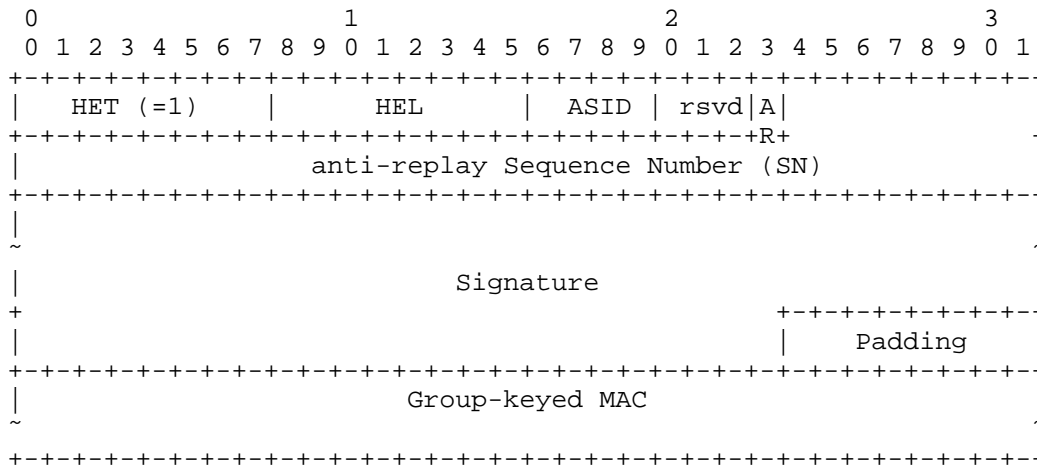 0                   1                   2                   3
0 1 2 3 4 5 6 7 8 9 0 1 2 3 4 5 6 7 8 9 0 1 2 3 4 5 6 7 8 9 0 1
+-+-+-+-+-+-+-+-+-+-+-+-+-+-+-+-+-+-+-+-+-+-+-+-+-+-+-+-+-+-+-+-
|   HET (=1)    |      HEL      |  ASID | rsvd|A|
+-+-+-+-+-+-+-+-+-+-+-+-+-+-+-+-+-+-+-+-+-+-+-+R+               -
|                  anti-replay Sequence Number (SN)
+-+-+-+-+-+-+-+-+-+-+-+-+-+-+-+-+-+-+-+-+-+-+-+-+-+-+-+-+-+-+-+-
|
~                                                               ~
|                           Signature
+                                               +-+-+-+-+-+-+-+-
|                                               |    Padding
+-+-+-+-+-+-+-+-+-+-+-+-+-+-+-+-+-+-+-+-+-+-+-+-+-+-+-+-+-+-+-+-
|                        Group-keyed MAC
~                                                               ~
+-+-+-+-+-+-+-+-+-+-+-+-+-+-+-+-+-+-+-+-+-+-+-+-+-+-+-+-+-+-+-+-